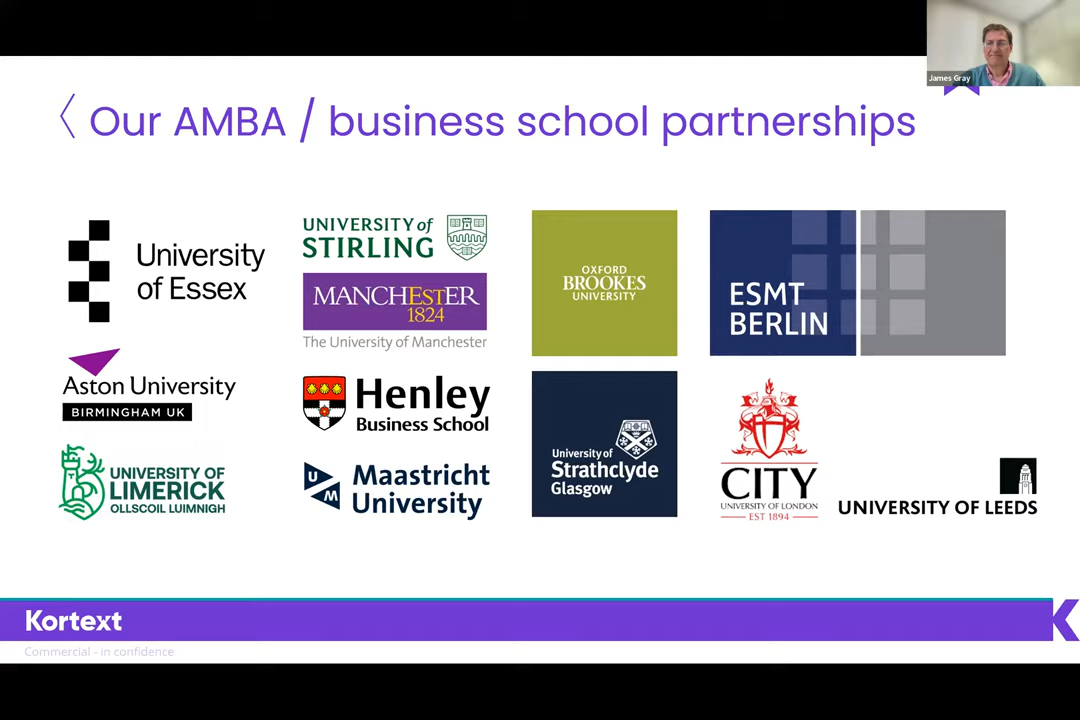 James Gray
Our AMBA / business school partnerships
University
of Essex
UNIVERSITY of
STIRLING
MANCHESTER
1824
The University of Manchester
OXFORD
BROOKES
UNIVERSITY
ESMT
BERLIN
Aston University
BIRMINGHAM UK
Henley
Business School
University of
Strathclyde
Glasgow
CITY
UNIVERSITY OF LONDON
EST 1894
UNIVERSITY OF
LIMERICK
OLLSCOIL LUIMNIGH
U
M
Maastricht
University
UNIVERSITY OF LEEDS
Kortext
K
Commercial - in confidence